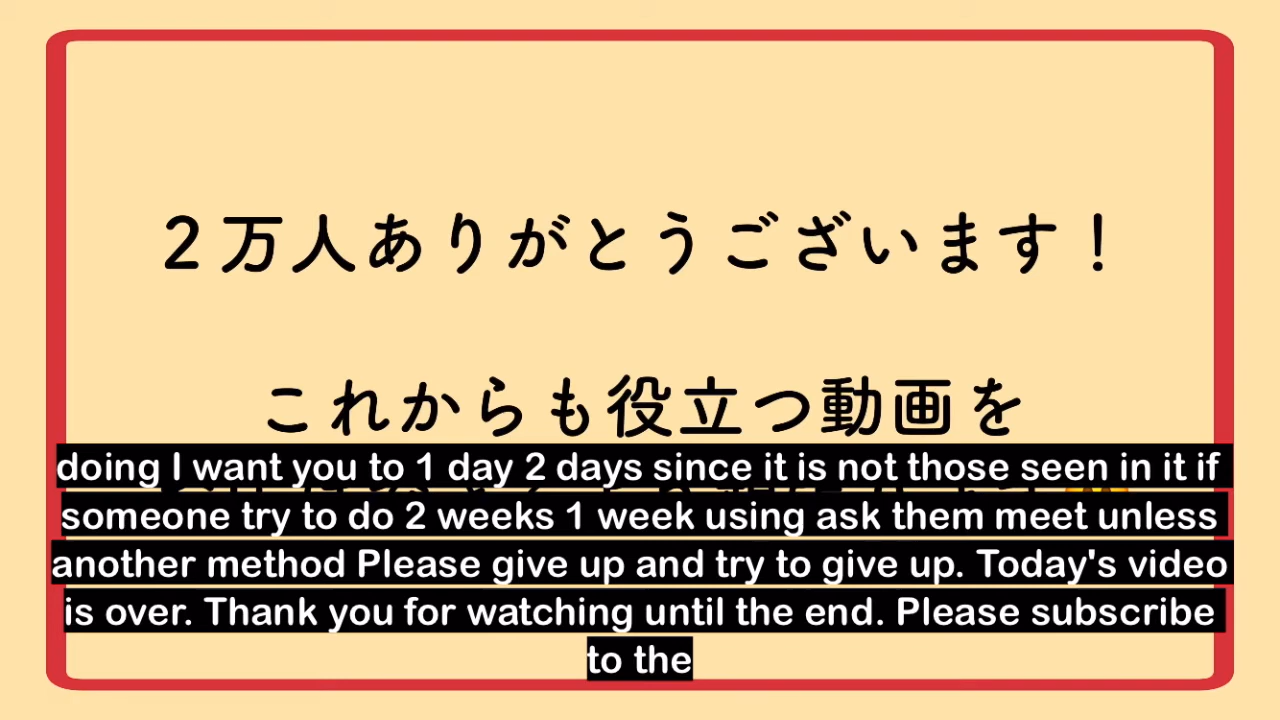 ２万人ありがとうございます！
これからも役立つ動画を
doing I want you to 1 day 2 days since it is not those seen in it if
someone try to do 2 weeks 1 week using ask them meet unless
another method Please give up and try to give up. Today's video
is over. Thank you for watching until the end. Please subscribe
to the